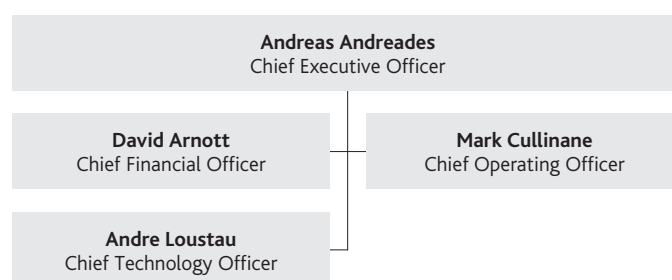 Andreas Andreades
Chief Executive Officer
David Arnott
Chief Financial Officer
Mark Cullinane
Chief Operating Officer
Andre Loustau
Chief Technology Officer